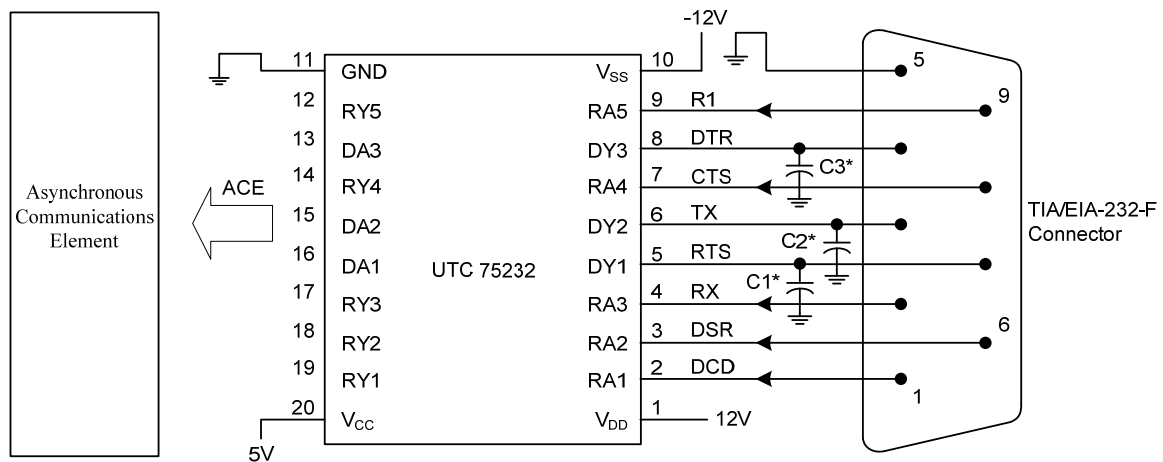 -12V
11 GND
VSS 10
5
12 RY5
RA5 9 R1
9
13 DA3
DY3 8 DTR
C3*
14 RY4
RA4 7 CTS
ACE
Asynchronous
Communications
Element
15 DA2
DY2 6 TX
C2*
TIA/EIA-232-F
Connector
16 DA1
UTC 75232
DY1 5 RTS
C1*
17 RY3
RA3 4 RX
6
18 RY2
RA2 3 DSR
19 RY1
RA1 2 DCD
1
20 VCC
VDD 1
12V
5V